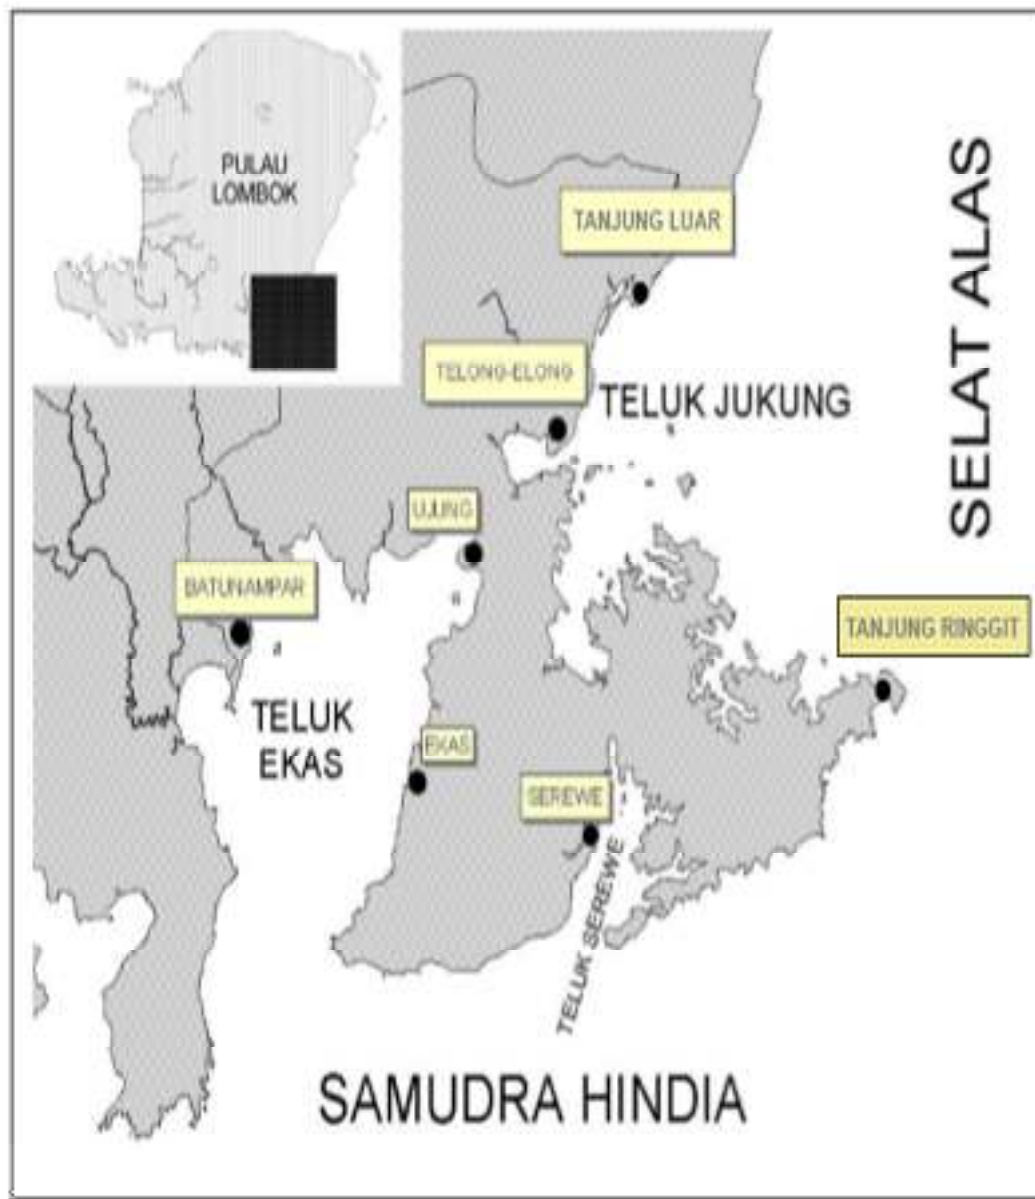 PULAU
LOMBOK
TANJUNG LUAR
SELAT ALAS
TELONG-ELONG
TELUK JUKUNG
UJUNG
BATUNAMPAR
TANJUNG RINGGIT
TELUK
EKAS
EKAS
SEREWE
TELUK SEREWE
SAMUDRA HINDIA